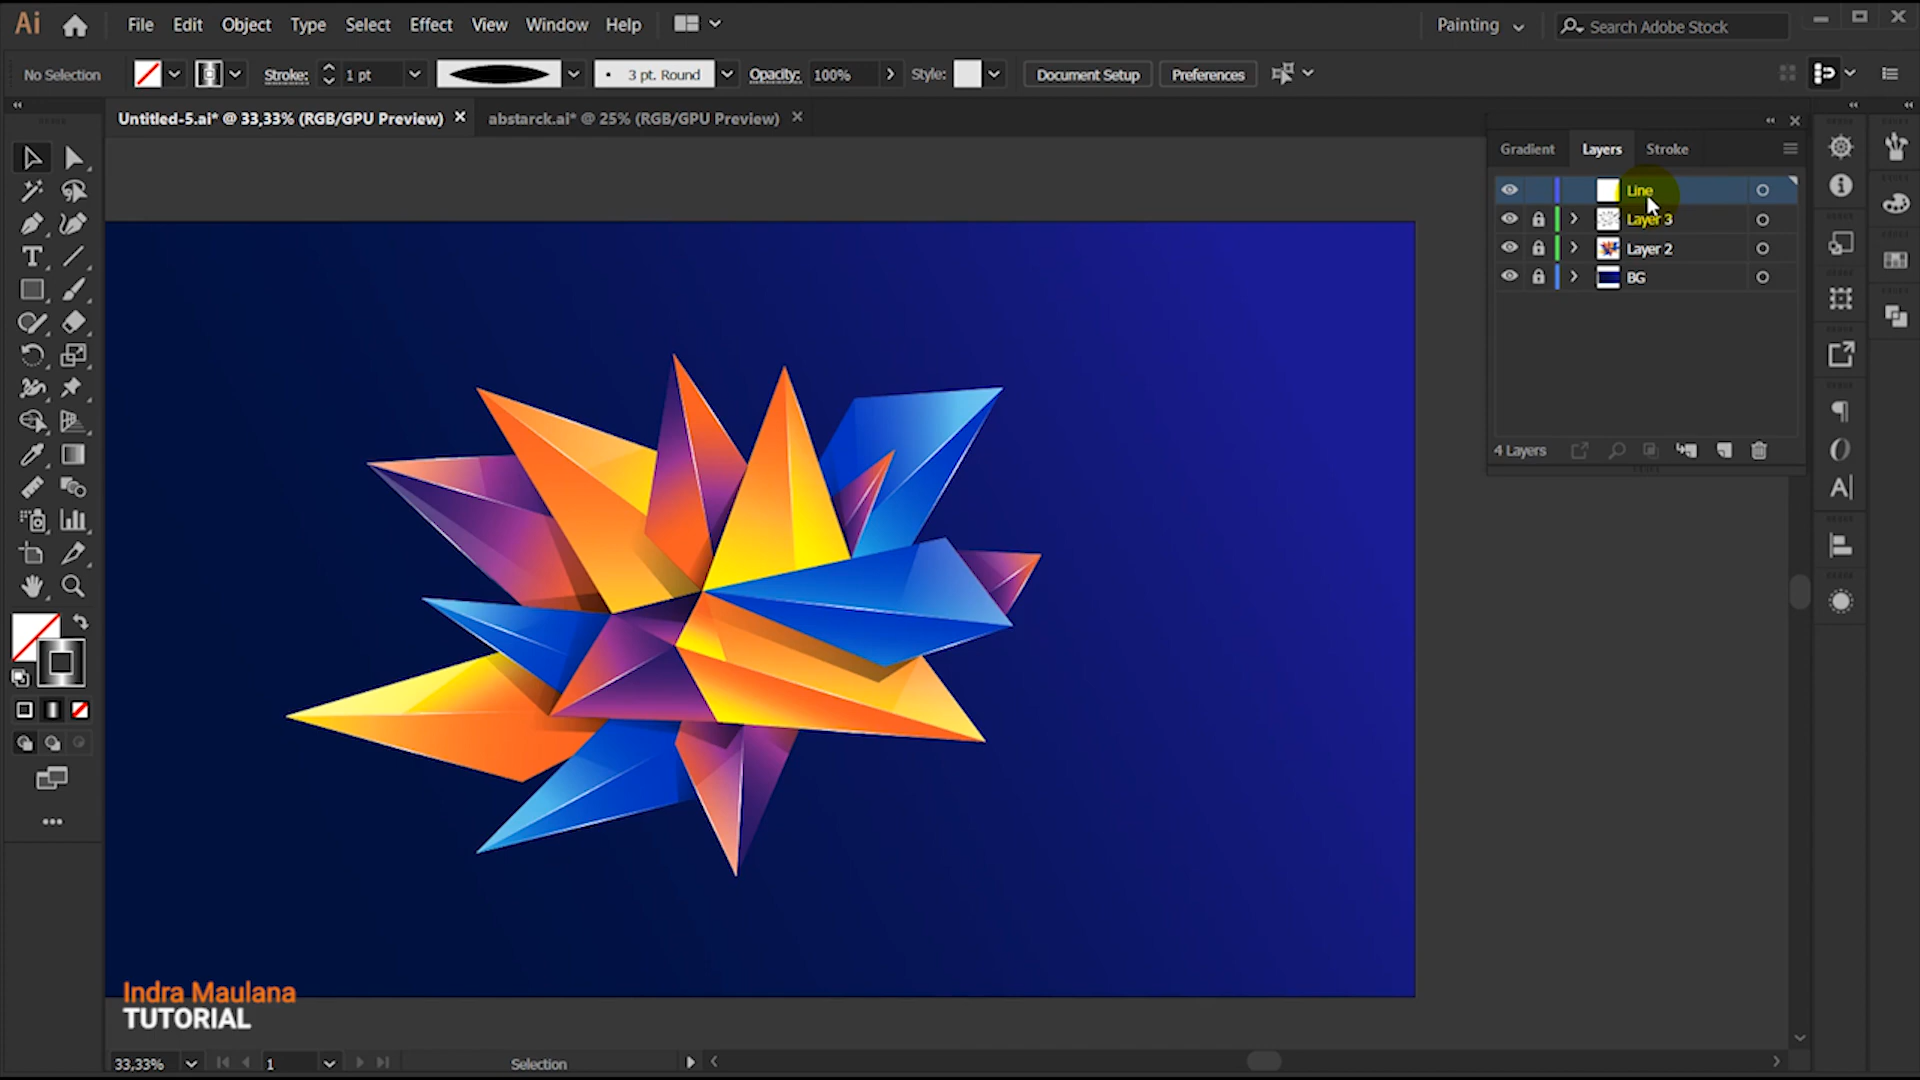 Ai File Edit Object Type Select Effect View Window Help Painting Search Adobe Stock
No Selection Stroke: 1 pt 3 pt. Round Opacity: 100% Style: Document Setup Preferences
Untitled-5.ai* @ 33,33% (RGB/GPU Preview) abstarck.ai* @ 25% (RGB/GPU Preview)
Gradient Layers Stroke
Line
Layer 3
Layer 2
BG
4 Layers
Indra Maulana
TUTORIAL
33,33% 1 Selection